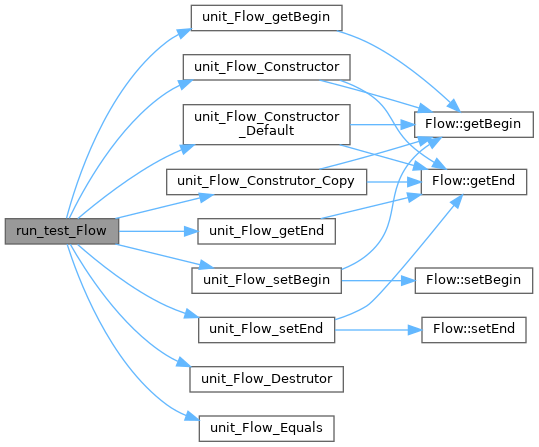 run_test_Flow
unit_Flow_getBegin
unit_Flow_Constructor
unit_Flow_Constructor
_Default
unit_Flow_Construtor_Copy
unit_Flow_getEnd
unit_Flow_setBegin
unit_Flow_setEnd
unit_Flow_Destrutor
unit_Flow_Equals
Flow::getBegin
Flow::getEnd
Flow::setBegin
Flow::setEnd